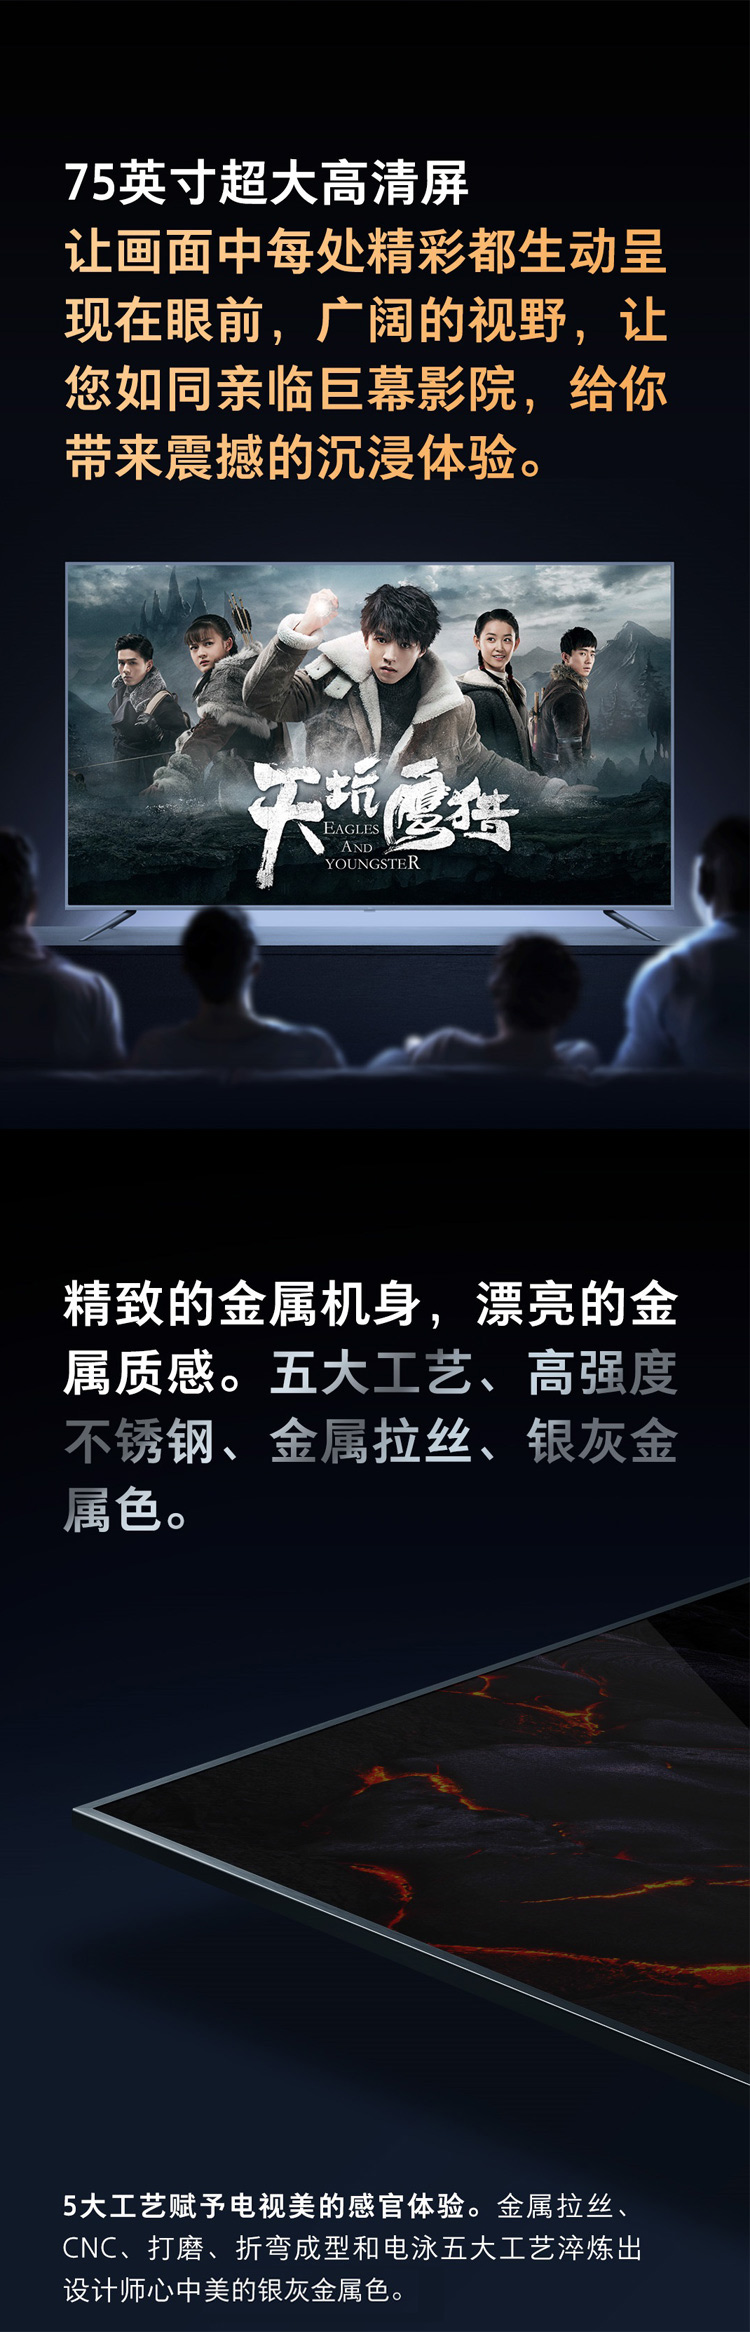 75英寸超大高清屏
让画面中每处精彩都生动呈
现在眼前，广阔的视野，让
您如同亲临巨幕影院，给你
带来震撼的沉浸体验。
天坑鹰猎
EAGLES
AND
YOUNGSTER
精致的金属机身，漂亮的金
属质感。五大工艺、高强度
不锈钢、金属拉丝、银灰金
属色。
5大工艺赋予电视美的感官体验。金属拉丝、
CNC、打磨、折弯成型和电泳五大工艺淬炼出
设计师心中美的银灰金属色。